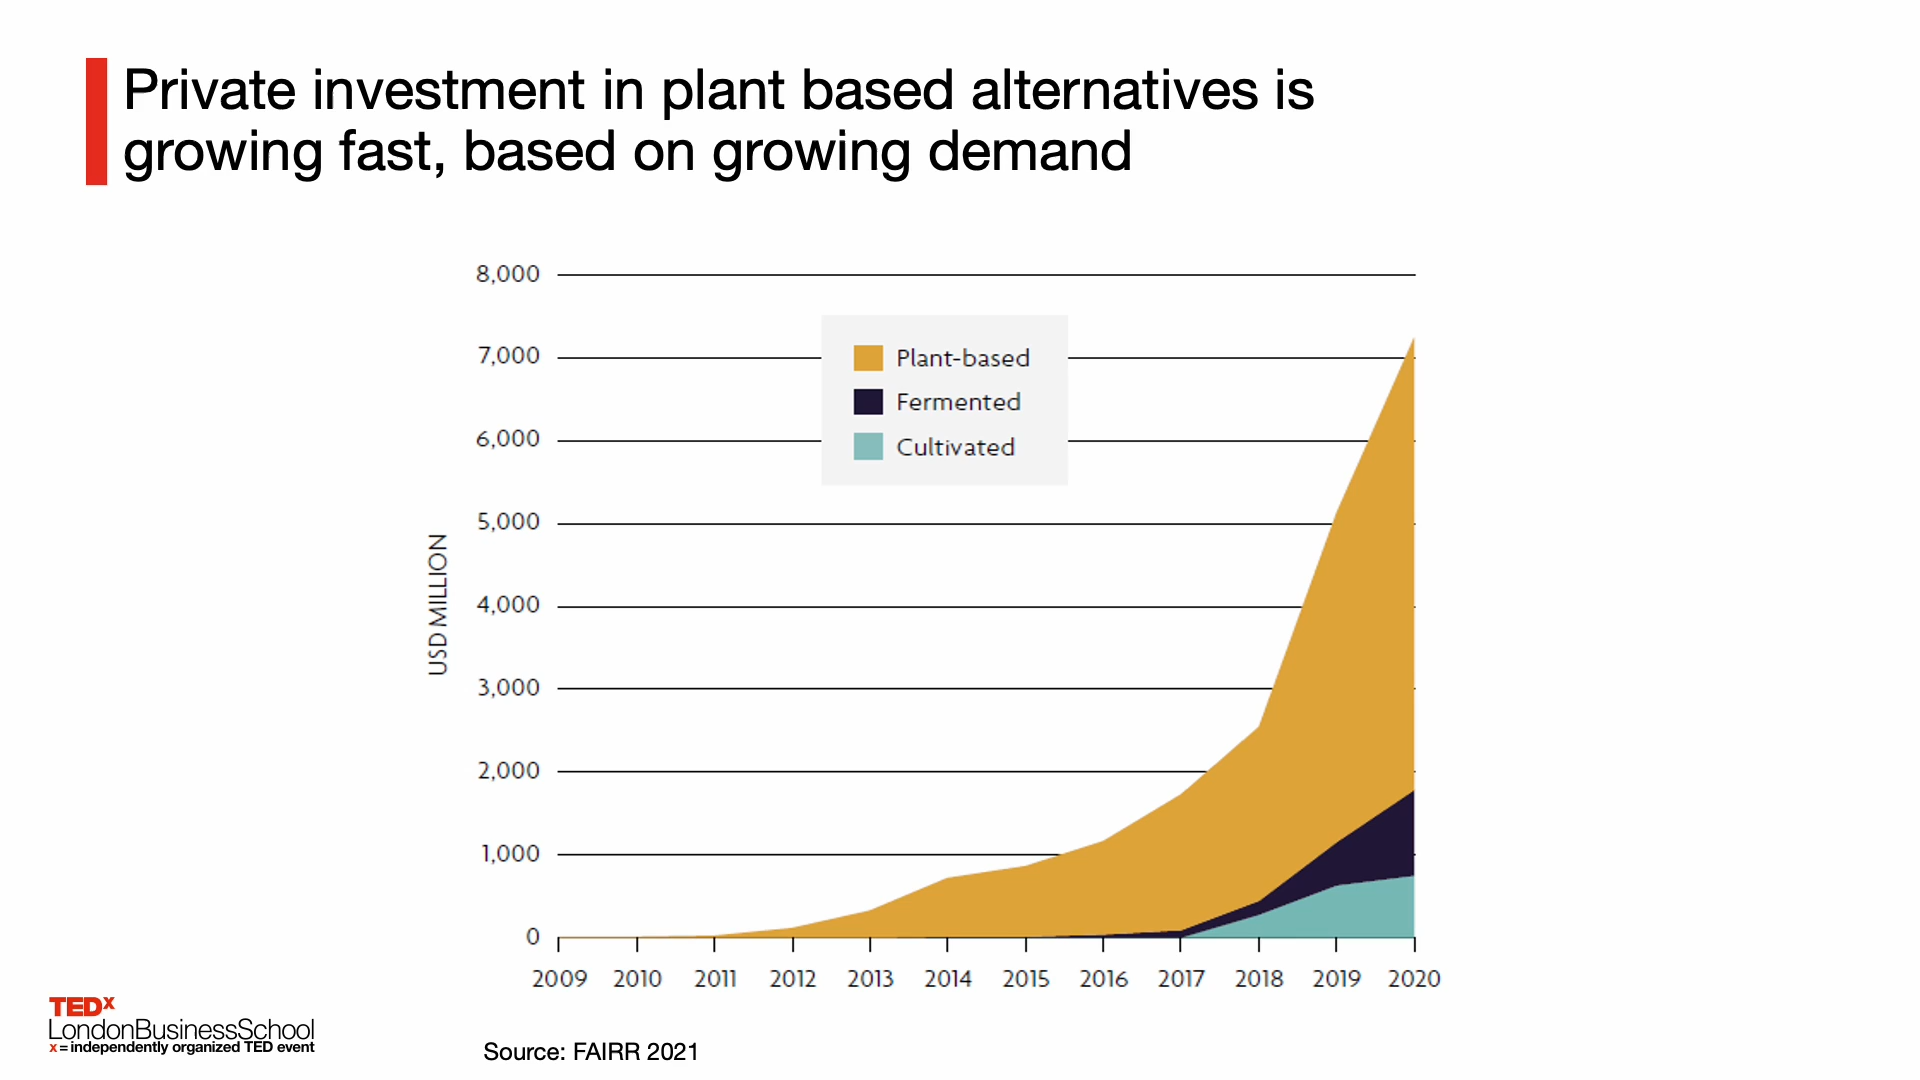 Private investment in plant based alternatives is
growing fast, based on growing demand
8,000
7,000
6,000
5,000
4,000
3,000
2,000
1,000
0
USD MILLION
Plant-based
Fermented
Cultivated
2009 2010 2011 2012 2013 2014 2015 2016 2017 2018 2019 2020
TEDx
LondonBusinessSchool
x = independently organized TED event
Source: FAIRR 2021